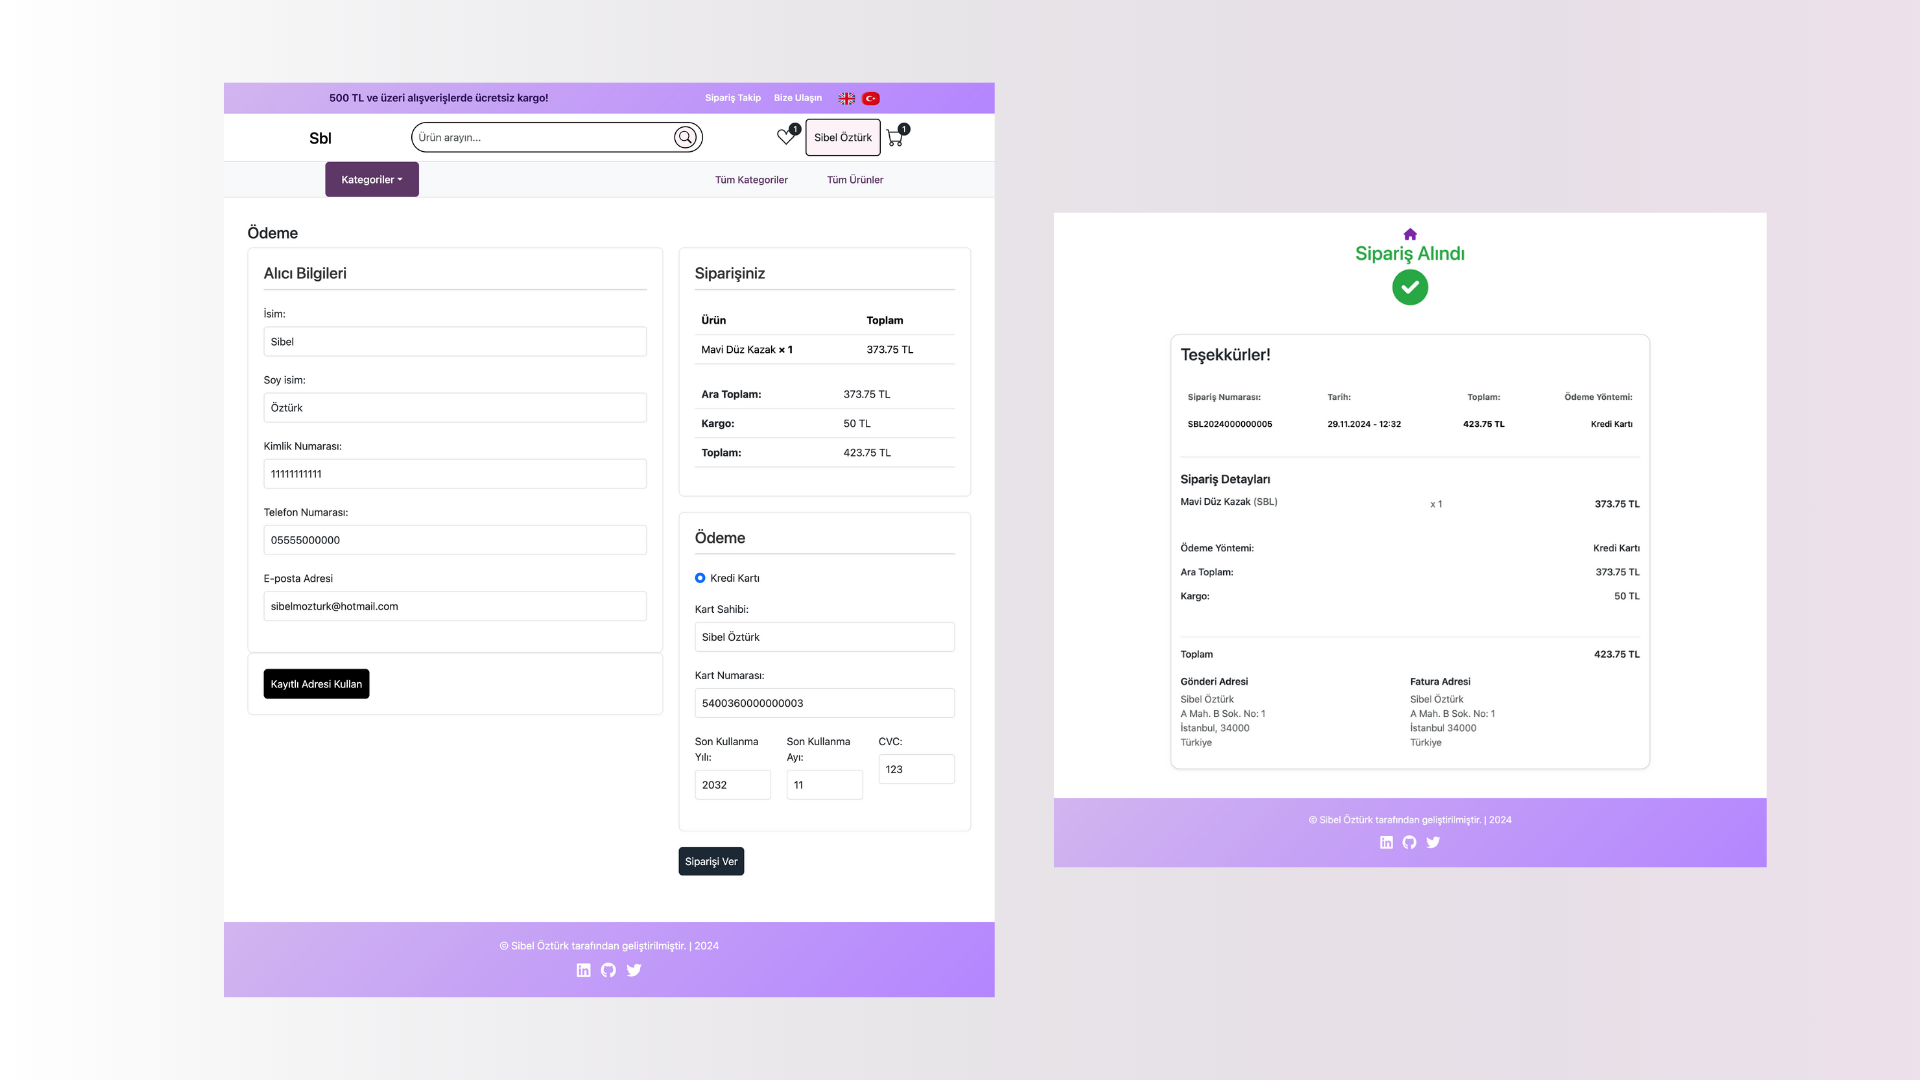 500 TL ve üzeri alışverişlerde ücretsiz kargo!
Sipariş Takip
Bize Ulaşın
Sbl
Ürün arayın...
1
Sibel Öztürk
1
Kategoriler
Tüm Kategoriler
Tüm Ürünler
Ödeme
Alıcı Bilgileri
İsim:
Sibel
Soy isim:
Öztürk
Kimlik Numarası:
11111111111
Telefon Numarası:
05555000000
E-posta Adresi
sibelmozturk@hotmail.com
Kayıtlı Adresi Kullan
Siparişiniz
Ürün Toplam
Mavi Düz Kazak × 1 373.75 TL
Ara Toplam: 373.75 TL
Kargo: 50 TL
Toplam: 423.75 TL
Ödeme
Kredi Kartı
Kart Sahibi:
Sibel Öztürk
Kart Numarası:
5400360000000003
Son Kullanma Yılı:
2032
Son Kullanma Ayı:
11
CVC:
123
Siparişi Ver
© Sibel Öztürk tarafından geliştirilmiştir. | 2024
Sipariş Alındı
Teşekkürler!
Sipariş Numarası: Tarih: Toplam: Ödeme Yöntemi:
SBL2024000000005 29.11.2024 - 12:32 423.75 TL Kredi Kartı
Sipariş Detayları
Mavi Düz Kazak (SBL) x 1 373.75 TL
Ödeme Yöntemi: Kredi Kartı
Ara Toplam: 373.75 TL
Kargo: 50 TL
Toplam 423.75 TL
Gönderi Adresi
Sibel Öztürk
A Mah. B Sok. No: 1
İstanbul, 34000
Türkiye
Fatura Adresi
Sibel Öztürk
A Mah. B Sok. No: 1
İstanbul 34000
Türkiye
© Sibel Öztürk tarafından geliştirilmiştir. | 2024